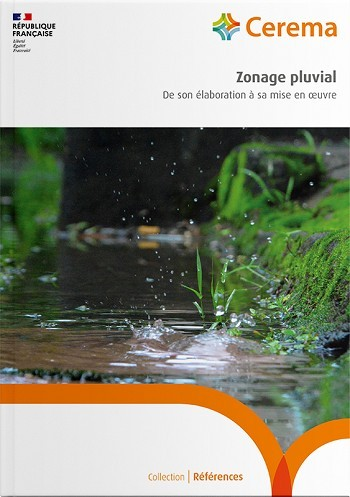 RÉPUBLIQUE
FRANÇAISE
Liberté
Égalité
Fraternité
Cerema
Zonage pluvial
De son élaboration à sa mise en œuvre
Collection | Références